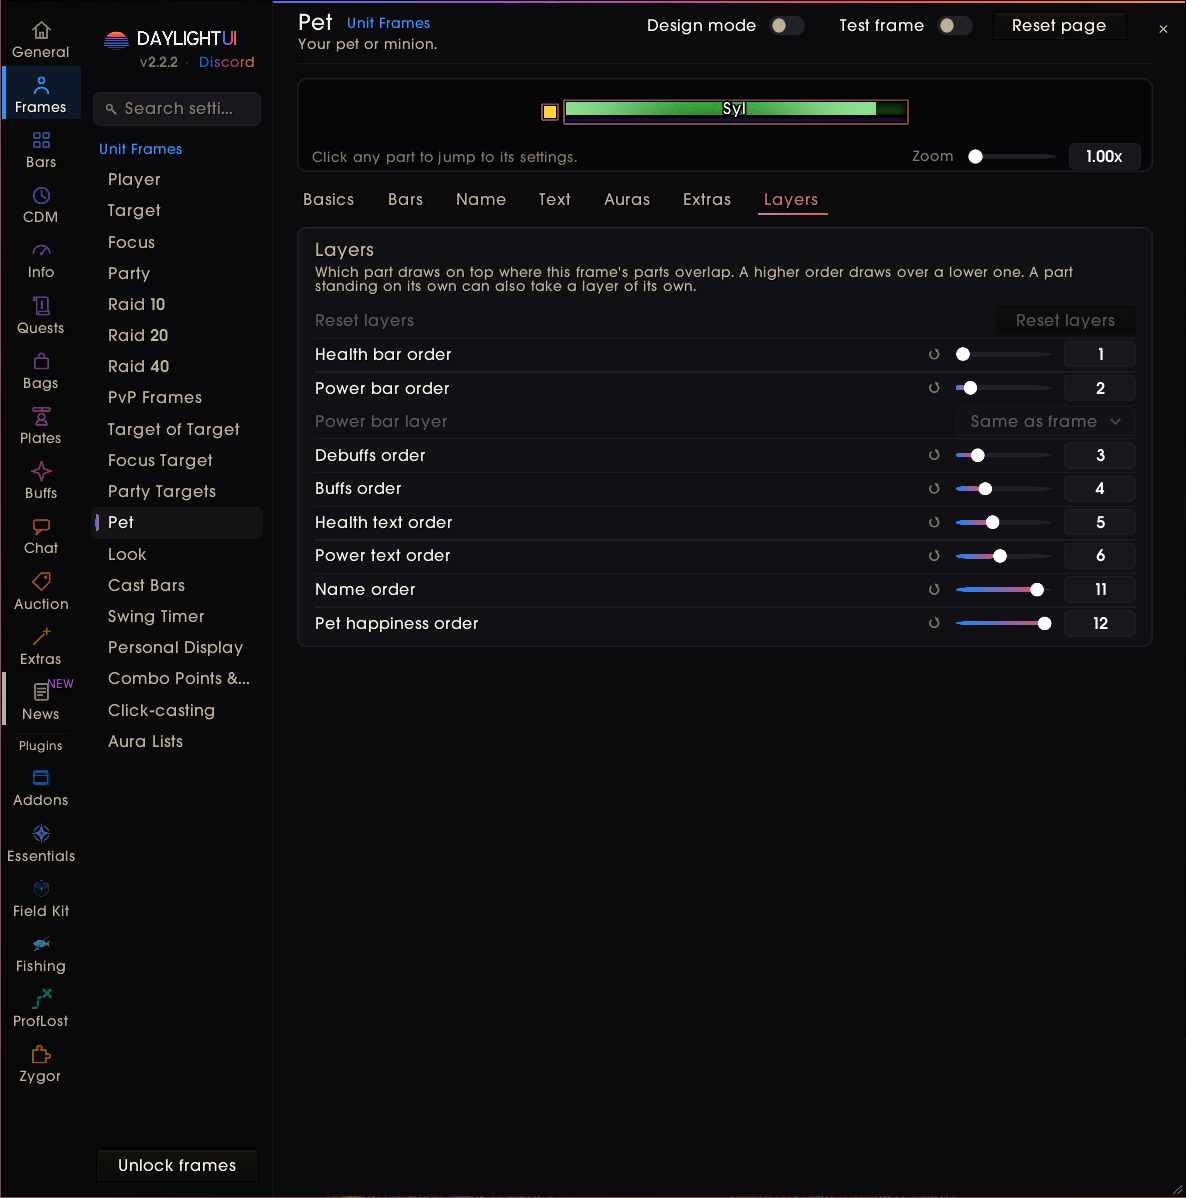 General
Frames
Bars
CDM
Info
Quests
Bags
Plates
Buffs
Chat
Auction
Extras
NEW
News
Plugins
Addons
Essentials
Field Kit
Fishing
ProfLost
Zygor
DAYLIGHTUI
v2.2.2 · Discord
Search setti...
Unit Frames
Player
Target
Focus
Party
Raid 10
Raid 20
Raid 40
PvP Frames
Target of Target
Focus Target
Party Targets
Pet
Look
Cast Bars
Swing Timer
Personal Display
Combo Points &...
Click-casting
Aura Lists
Unlock frames
Pet Unit Frames
Your pet or minion.
Design mode
Test frame
Reset page
×
Syl
Click any part to jump to its settings.
Zoom 1.00x
Basics Bars Name Text Auras Extras Layers
Layers
Which part draws on top where this frame's parts overlap. A higher order draws over a lower one. A part
standing on its own can also take a layer of its own.
Reset layers Reset layers
Health bar order 1
Power bar order 2
Power bar layer Same as frame
Debuffs order 3
Buffs order 4
Health text order 5
Power text order 6
Name order 11
Pet happiness order 12